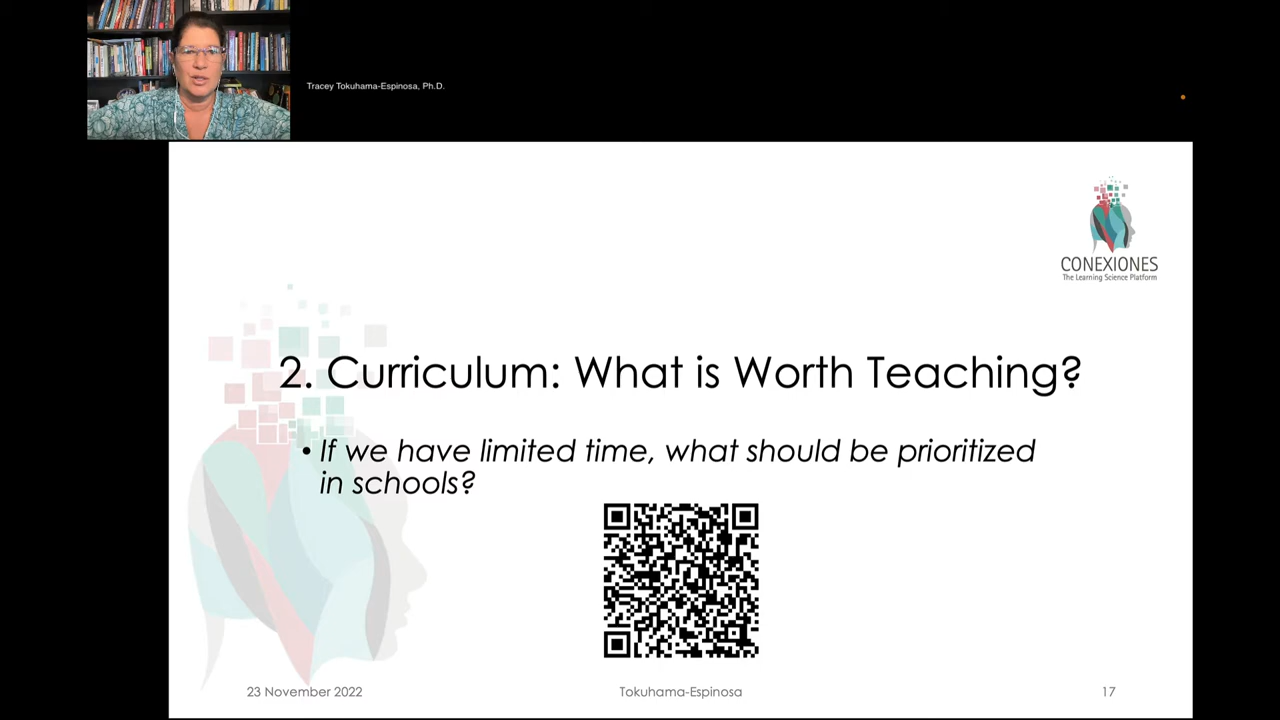 Tracey Tokuhama-Espinosa, Ph.D.
CONEXIONES
The Learning Science Platform
2. Curriculum: What is Worth Teaching?
• If we have limited time, what should be prioritized
in schools?
23 November 2022
Tokuhama-Espinosa
17